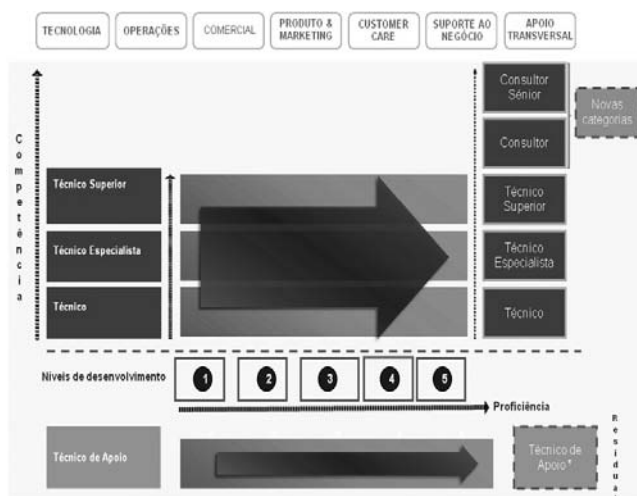 TECNOLOGIA
OPERAÇÕES
COMERCIAL
PRODUTO &
MARKETING
CUSTOMER
CARE
SUPORTE AO
NEGÓCIO
APOIO
TRANSVERSAL
Competência
Consultor
Sénior
Novas
categorias
Consultor
Técnico Superior
Técnico
Superior
Técnico Especialista
Técnico
Especialista
Técnico
Técnico
Níveis de desenvolvimento
1
2
3
4
5
Proficiência
Técnico de Apoio
Técnico de
Apoio*
Residua